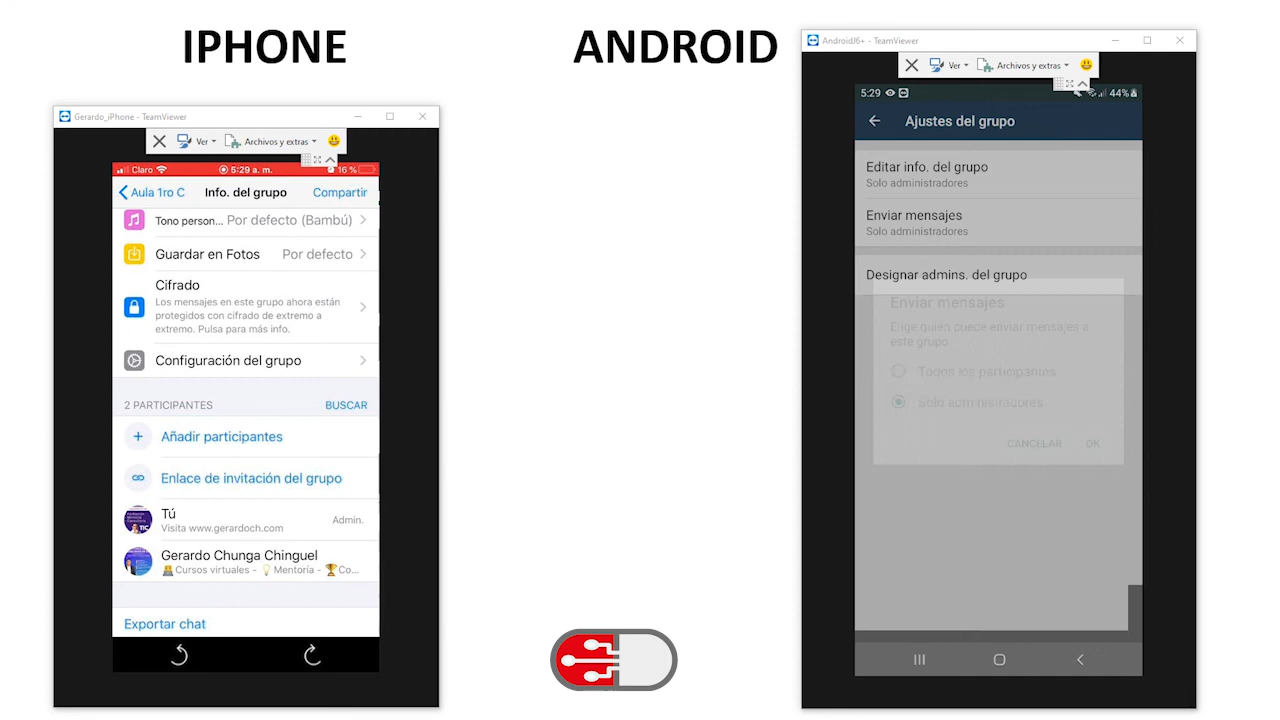 IPHONE
ANDROID
Gerardo_iPhone - TeamViewer
Ver
Archivos y extras
Claro
5:29 a. m.
16 %
Aula 1ro C
Info. del grupo
Compartir
Tono person... Por defecto (Bambú)
Guardar en Fotos
Por defecto
Cifrado
Los mensajes en este grupo ahora están
protegidos con cifrado de extremo a
extremo. Pulsa para más info.
Configuración del grupo
2 PARTICIPANTES
BUSCAR
Añadir participantes
Enlace de invitación del grupo
Tú
Visita www.gerardoch.com
Admin.
TIC
Gerardo Chunga Chinguel
Cursos virtuales - Mentoría - Co...
Exportar chat
AndroidJ6+ - TeamViewer
Ver
Archivos y extras
5:29
44%
Ajustes del grupo
Editar info. del grupo
Solo administradores
Enviar mensajes
Solo administradores
Designar admins. del grupo
Enviar mensajes
Elige quién puede enviar mensajes a
este grupo
Todos los participantes
Solo administradores
CANCELAR
OK